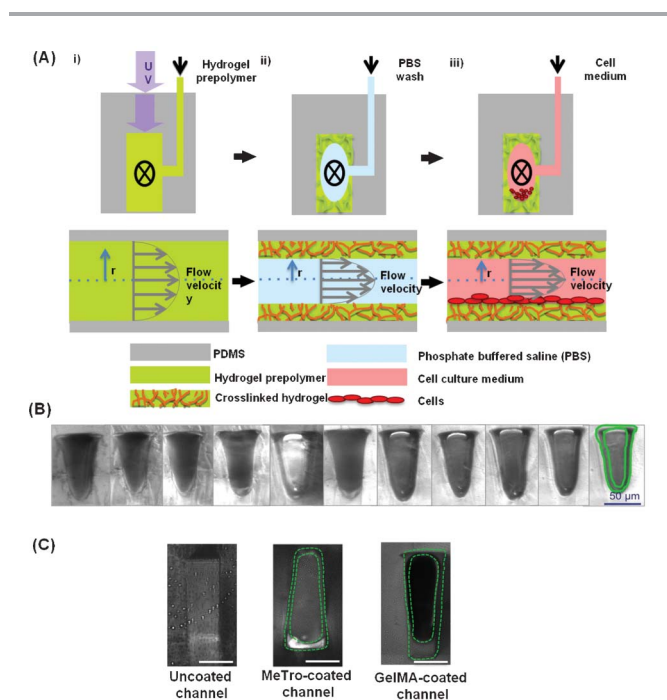 (A)
i)
U
V
Hydrogel
prepolymer
ii)
PBS
wash
iii)
Cell
medium
r
Flow
velocit
y
r
Flow
velocity
r
Flow
velocity
PDMS
Hydrogel prepolymer
Crosslinked hydrogel
Phosphate buffered saline (PBS)
Cell culture medium
Cells
(B)
50 µm
(C)
Uncoated
channel
MeTro-coated
channel
GelMA-coated
channel